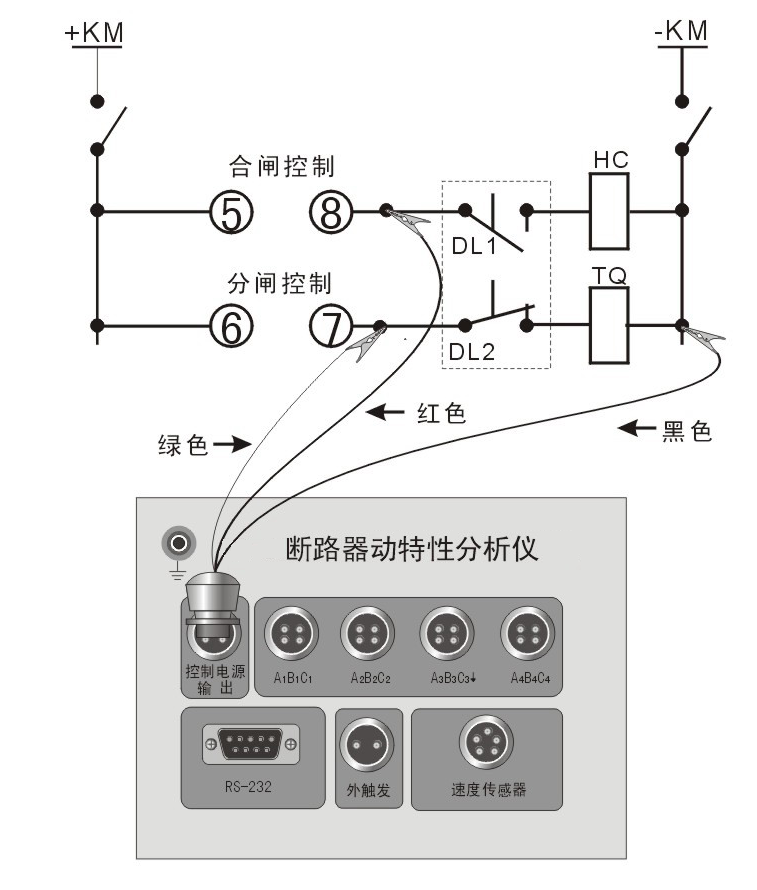 +KM
-KM
合闸控制
HC
5
8
DL1
分闸控制
TQ
6
7
DL2
绿色
红色
黑色
断路器动特性分析仪
控制电源
输出
A1B1C1
A2B2C2
A3B3C3
A4B4C4
RS-232
外触发
速度传感器